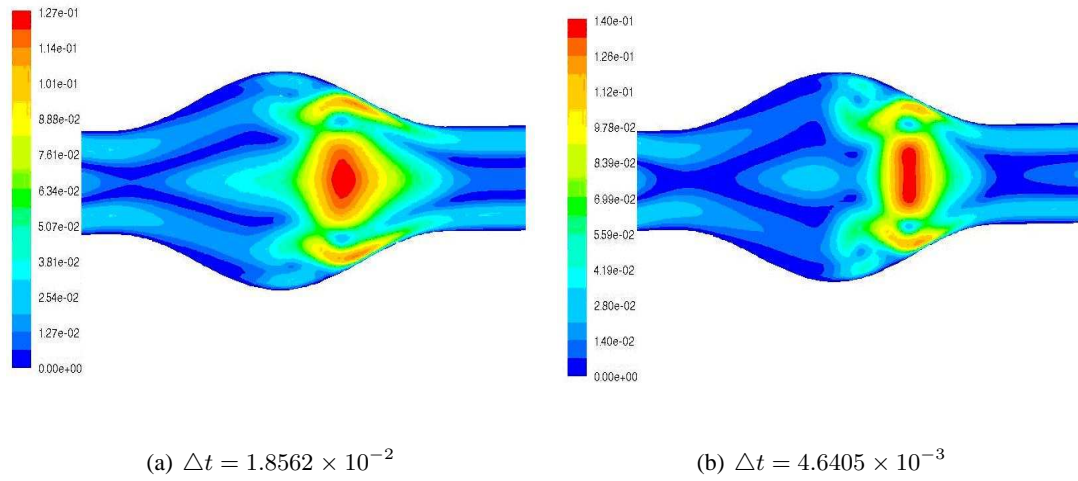 1.27e-01
1.14e-01
1.01e-01
8.88e-02
7.61e-02
6.34e-02
5.07e-02
3.81e-02
2.54e-02
1.27e-02
0.00e+00
1.40e-01
1.26e-01
1.12e-01
9.78e-02
8.39e-02
6.99e-02
5.59e-02
4.19e-02
2.80e-02
1.40e-02
0.00e+00
(a) △t = 1.8562 × 10⁻²
(b) △t = 4.6405 × 10⁻³